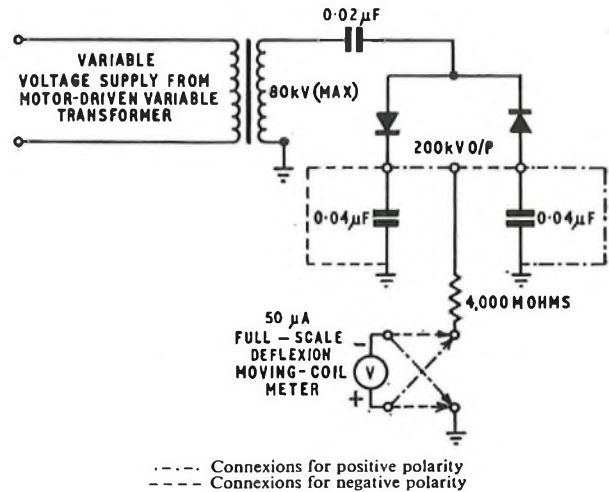 0·02µF
VARIABLE
VOLTAGE SUPPLY FROM
MOTOR-DRIVEN VARIABLE
TRANSFORMER
80kV(MAX)
200kV O/P
0·04µF
0·04µF
4,000 M OHMS
50 µA
FULL-SCALE
DEFLEXION
MOVING-COIL
METER
-
V
+
Connexions for positive polarity
Connexions for negative polarity